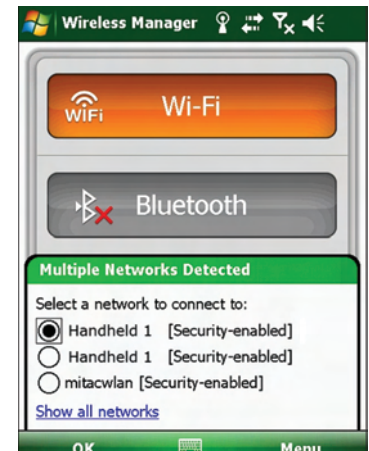 Wireless Manager
WiFi Wi-Fi
Bluetooth
Multiple Networks Detected
Select a network to connect to:
Handheld 1 [Security-enabled]
Handheld 1 [Security-enabled]
mitacwlan [Security-enabled]
Show all networks
OK Menu